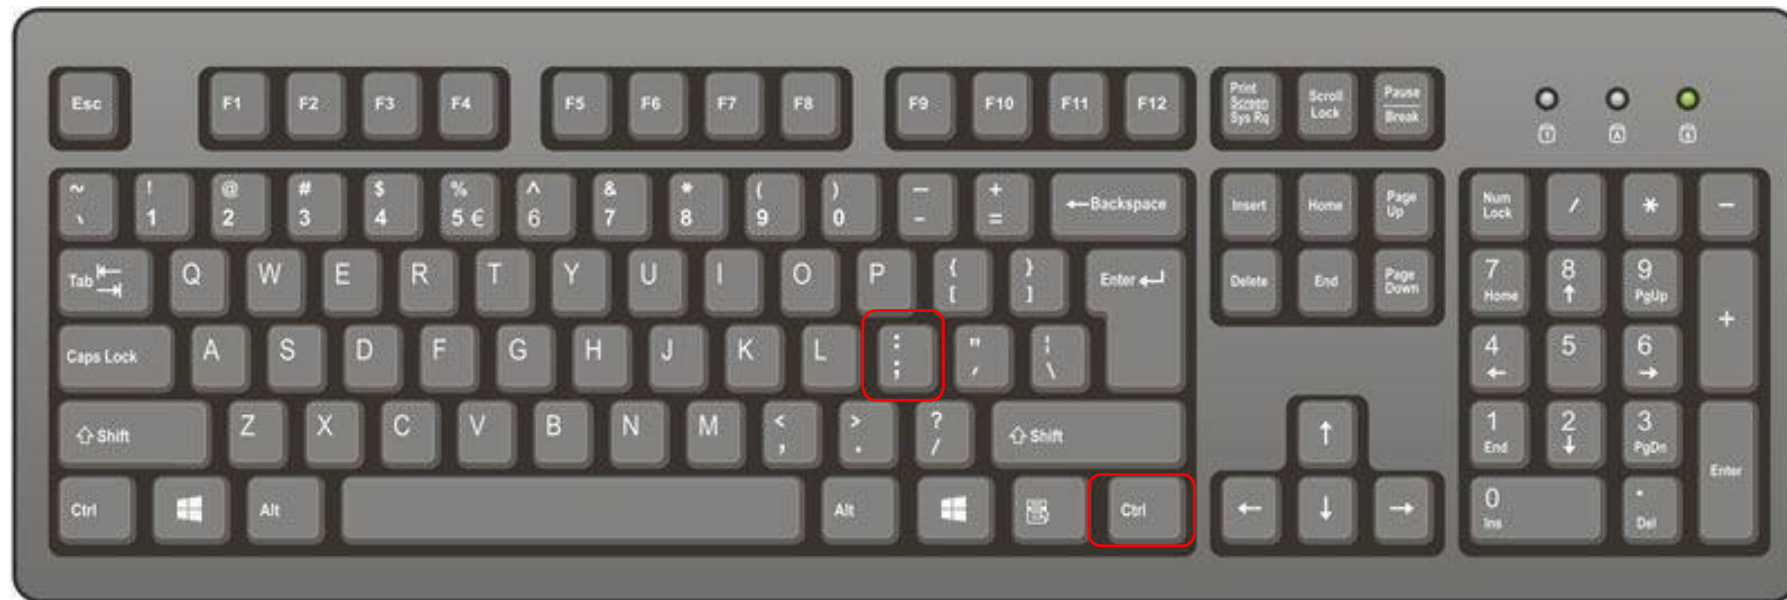 Esc F1 F2 F3 F4 F5 F6 F7 F8 F9 F10 F11 F12 Print Screen Sys Rq Scroll Lock Pause Break
1 A
~ ! @ # $ % ^ & * ( ) — +
` 1 2 3 4 5 € 6 7 8 9 0 - = ←Backspace Insert Home Page Up Num Lock / * −
Tab Q W E R T Y U I O P { [ } ] Enter Delete End Page Down 7 Home 8 ↑ 9 PgUp +
Caps Lock A S D F G H J K L : ; " ' ¦ \ 4 ← 5 6 →
⇧ Shift Z X C V B N M < , > . ? / ⇧ Shift ↑ 1 End 2 ↓ 3 PgDn Enter
Ctrl Alt Alt Ctrl ← ↓ → 0 Ins . Del